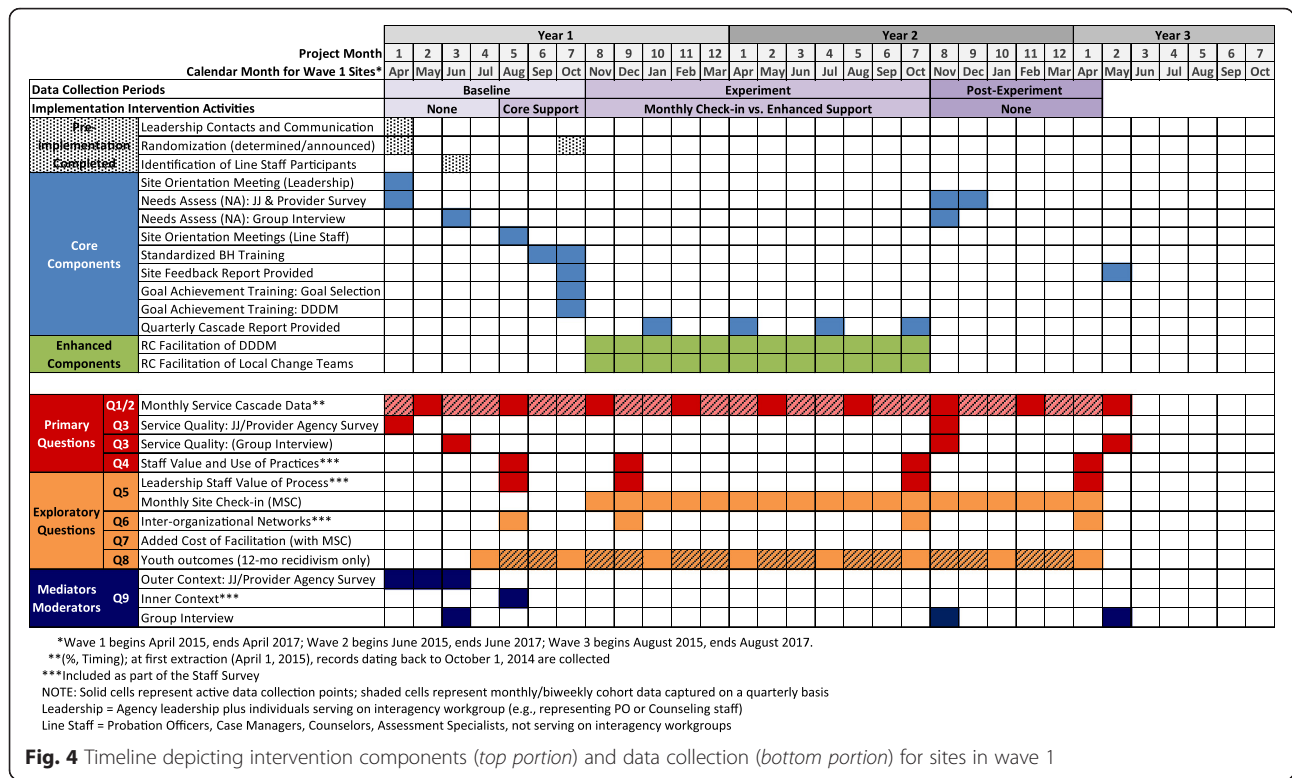 Year 1 Year 2 Year 3
Project Month 1 2 3 4 5 6 7 8 9 10 11 12 1 2 3 4 5 6 7 8 9 10 11 12 1 2 3 4 5 6 7
Calendar Month for Wave 1 Sites* Apr May Jun Jul Aug Sep Oct Nov Dec Jan Feb Mar Apr May Jun Jul Aug Sep Oct Nov Dec Jan Feb Mar Apr May Jun Jul Aug Sep Oct
Data Collection Periods Baseline Experiment Post-Experiment
Implementation Intervention Activities None Core Support Monthly Check-in vs. Enhanced Support None
Pre-Implementation Completed
Leadership Contacts and Communication
Randomization (determined/announced)
Identification of Line Staff Participants
Core Components
Site Orientation Meeting (Leadership)
Needs Assess (NA): JJ & Provider Survey
Needs Assess (NA): Group Interview
Site Orientation Meetings (Line Staff)
Standardized BH Training
Site Feedback Report Provided
Goal Achievement Training: Goal Selection
Goal Achievement Training: DDDM
Quarterly Cascade Report Provided
Enhanced Components
RC Facilitation of DDDM
RC Facilitation of Local Change Teams
Primary Questions
Q1/2 Monthly Service Cascade Data**
Q3 Service Quality: JJ/Provider Agency Survey
Q3 Service Quality: (Group Interview)
Q4 Staff Value and Use of Practices***
Exploratory Questions
Q5 Leadership Staff Value of Process***
Monthly Site Check-in (MSC)
Q6 Inter-organizational Networks***
Q7 Added Cost of Facilitation (with MSC)
Q8 Youth outcomes (12-mo recidivism only)
Mediators Moderators
Q9 Outer Context: JJ/Provider Agency Survey
Inner Context***
Group Interview
*Wave 1 begins April 2015, ends April 2017; Wave 2 begins June 2015, ends June 2017; Wave 3 begins August 2015, ends August 2017.
**(%, Timing); at first extraction (April 1, 2015), records dating back to October 1, 2014 are collected
***Included as part of the Staff Survey
NOTE: Solid cells represent active data collection points; shaded cells represent monthly/biweekly cohort data captured on a quarterly basis
Leadership = Agency leadership plus individuals serving on interagency workgroup (e.g., representing PO or Counseling staff)
Line Staff = Probation Officers, Case Managers, Counselors, Assessment Specialists, not serving on interagency workgroups
Fig. 4 Timeline depicting intervention components (top portion) and data collection (bottom portion) for sites in wave 1